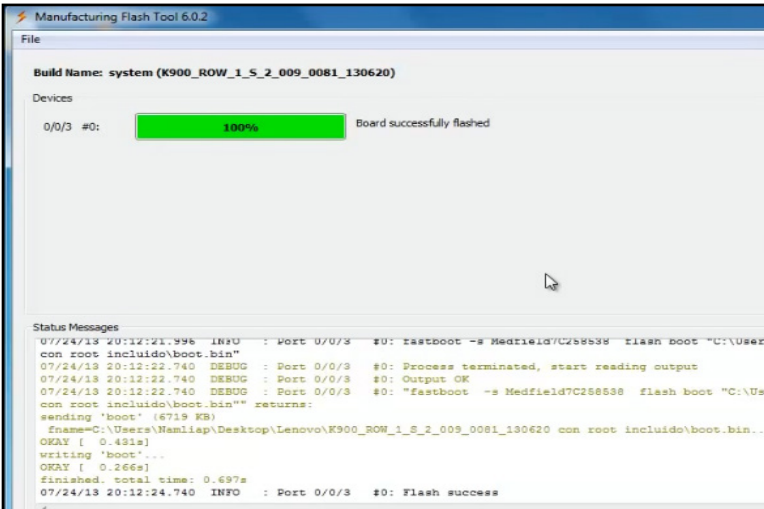 Manufacturing Flash Tool 6.0.2
File
Build Name: system (K900_ROW_1_S_2_009_0081_130620)
Devices
0/0/3 #0: 100% Board successfully flashed
Status Messages
07/24/13 20:12:21.996 INFO : Port 0/0/3 #0: fastboot -s Medfield7C258538 flash boot "C:\User
con root incluido\boot.bin"
07/24/13 20:12:22.740 DEBUG : Port 0/0/3 #0: Process terminated, start reading output
07/24/13 20:12:22.740 DEBUG : Port 0/0/3 #0: Output OK
07/24/13 20:12:22.740 DEBUG : Port 0/0/3 #0: "fastboot -s Medfield7C258538 flash boot "C:\Us
con root incluido\boot.bin"" returns:
sending 'boot' (6719 KB)
fname=C:\Users\Namliap\Desktop\Lenovo\K900_ROW_1_S_2_009_0081_130620 con root incluido\boot.bin..
OKAY [ 0.431s]
writing 'boot'...
OKAY [ 0.266s]
finished. total time: 0.697s
07/24/13 20:12:24.740 INFO : Port 0/0/3 #0: Flash success